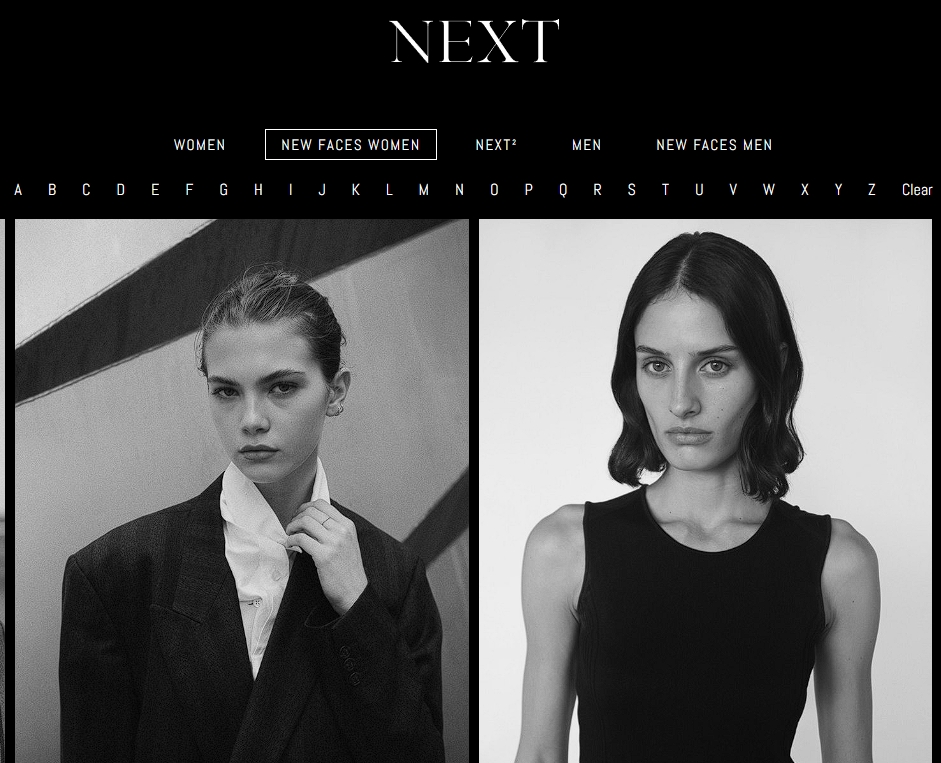 NEXT
WOMEN NEW FACES WOMEN NEXT² MEN NEW FACES MEN
A B C D E F G H I J K L M N O P Q R S T U V W X Y Z Clear